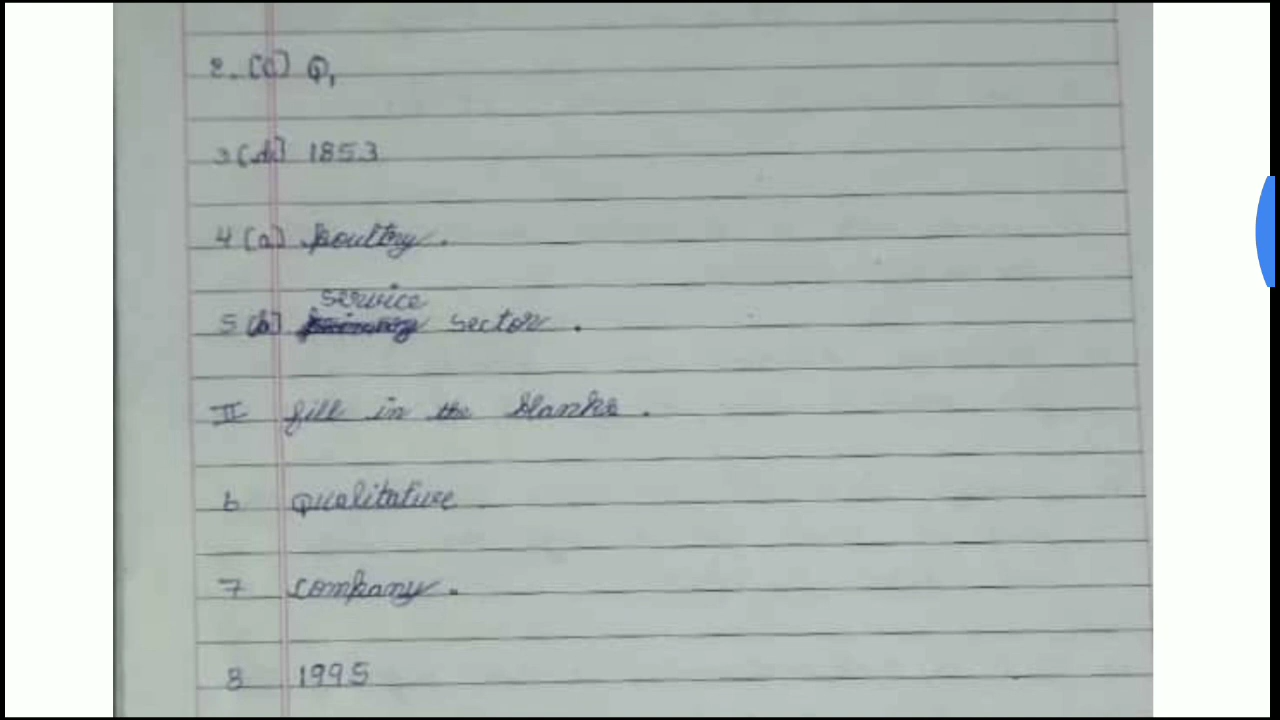 2. (c) Q1
3 (d) 1853
4 (a) poultry.
service
5 (b) sector.
II fill in the blanks.
6 Qualitative
7 company.
8 1995